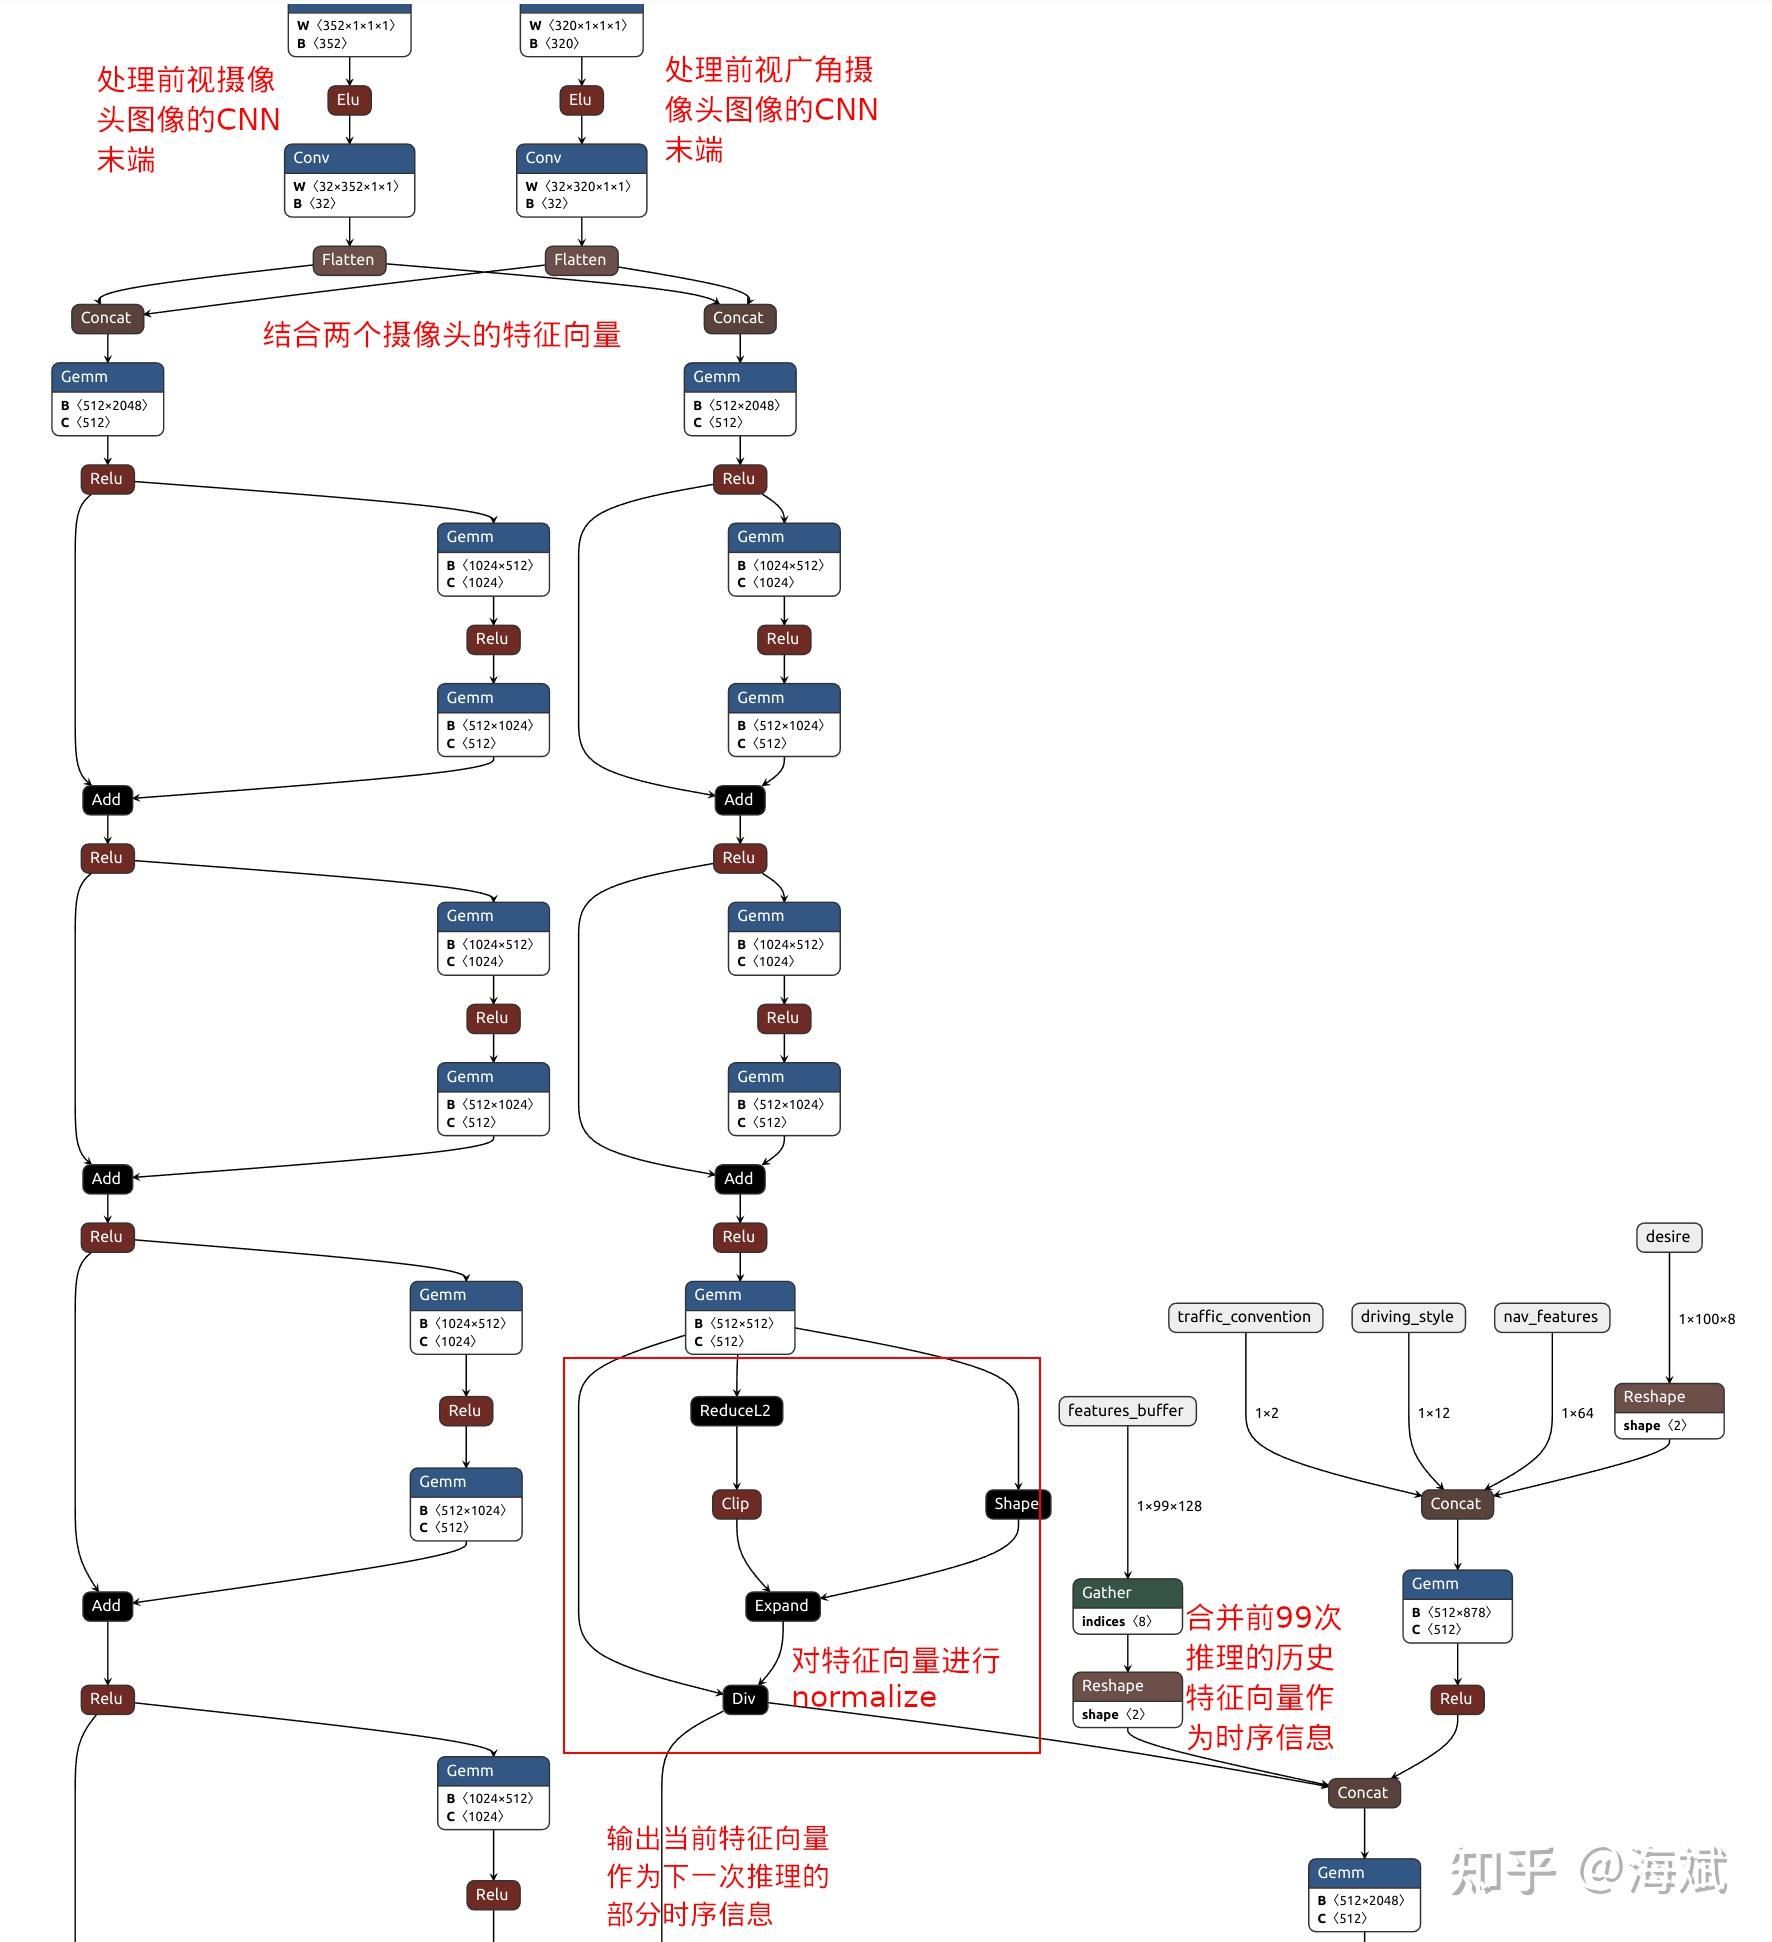 W〈352×1×1×1〉
B〈352〉
W〈320×1×1×1〉
B〈320〉
处理前视摄像
头图像的CNN
末端
处理前视广角摄
像头图像的CNN
末端
Elu
Elu
Conv
W〈32×352×1×1〉
B〈32〉
Conv
W〈32×320×1×1〉
B〈32〉
Flatten
Flatten
Concat
Concat
结合两个摄像头的特征向量
Gemm
B〈512×2048〉
C〈512〉
Gemm
B〈512×2048〉
C〈512〉
Relu
Relu
Gemm
B〈1024×512〉
C〈1024〉
Gemm
B〈1024×512〉
C〈1024〉
Relu
Relu
Gemm
B〈512×1024〉
C〈512〉
Gemm
B〈512×1024〉
C〈512〉
Add
Add
Relu
Relu
Gemm
B〈1024×512〉
C〈1024〉
Gemm
B〈1024×512〉
C〈1024〉
Relu
Relu
Gemm
B〈512×1024〉
C〈512〉
Gemm
B〈512×1024〉
C〈512〉
Add
Add
Relu
Relu
desire
Gemm
B〈1024×512〉
C〈1024〉
Gemm
B〈512×512〉
C〈512〉
traffic_convention
driving_style
nav_features
1×100×8
Relu
ReduceL2
features_buffer
1×2
1×12
1×64
Reshape
shape〈2〉
Gemm
B〈512×1024〉
C〈512〉
Clip
Shape
1×99×128
Concat
Add
Expand
Gather
indices〈8〉
合并前99次
推理的历史
特征向量作
为时序信息
Gemm
B〈512×878〉
C〈512〉
对特征向量进行
normalize
Relu
Div
Reshape
shape〈2〉
Relu
Gemm
B〈1024×512〉
C〈1024〉
Concat
输出当前特征向量
作为下一次推理的
部分时序信息
Relu
Gemm
B〈512×2048〉
C〈512〉
知乎 @海斌